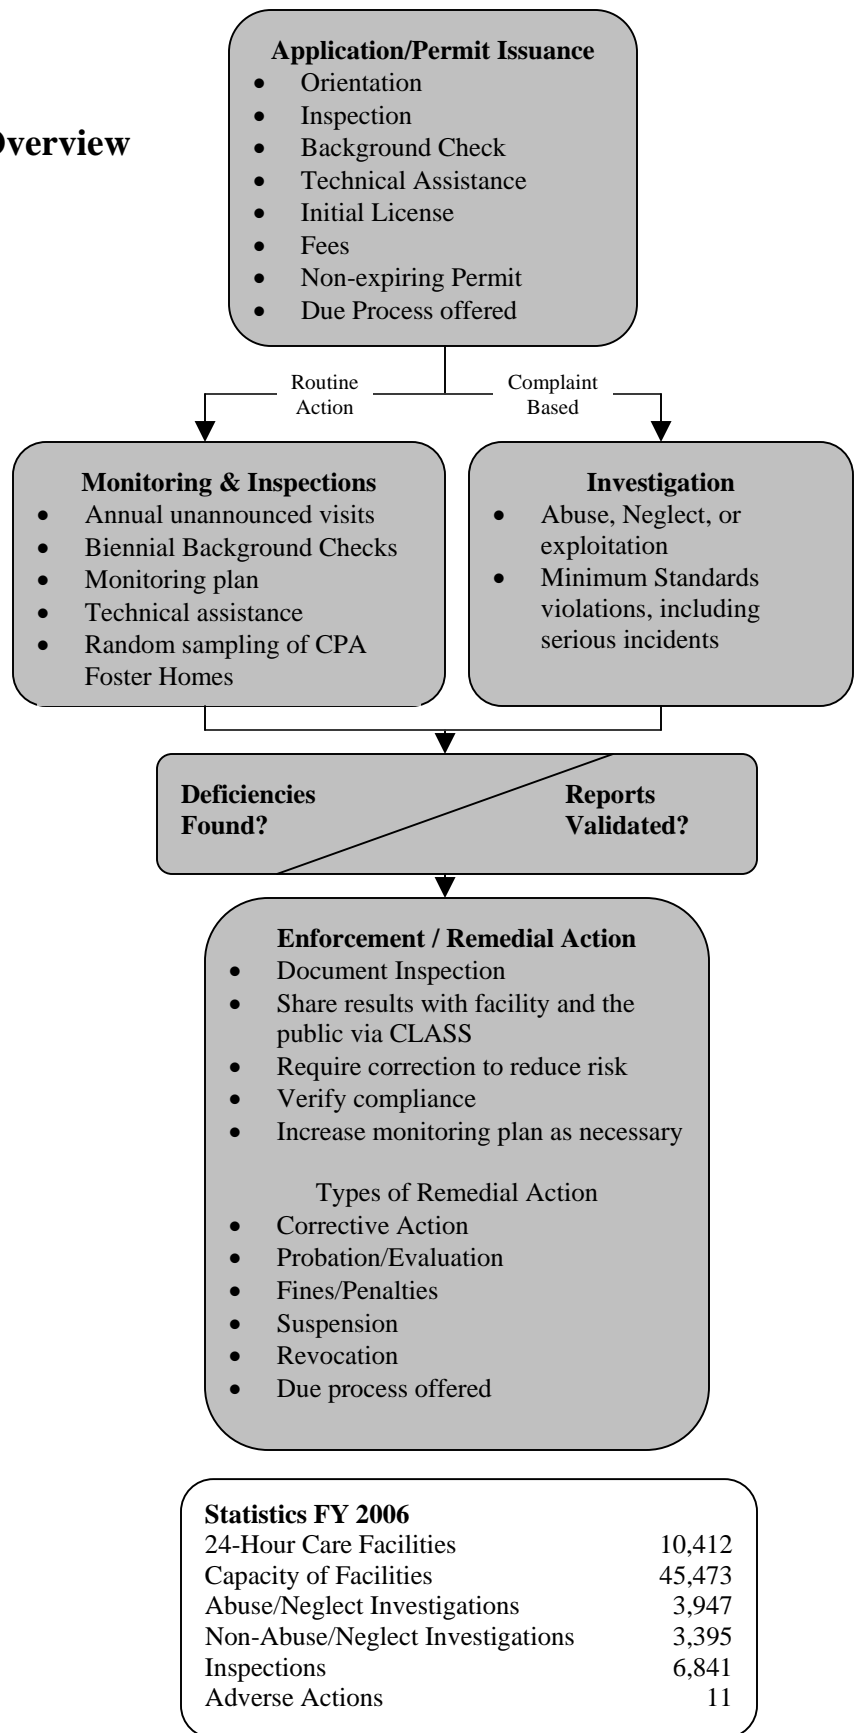 Application/Permit Issuance
• Orientation
• Inspection
• Background Check
• Technical Assistance
• Initial License
• Fees
• Non-expiring Permit
• Due Process offered
Overview
Routine
Action
Complaint
Based
Monitoring & Inspections
• Annual unannounced visits
• Biennial Background Checks
• Monitoring plan
• Technical assistance
• Random sampling of CPA
Foster Homes
Investigation
• Abuse, Neglect, or
exploitation
• Minimum Standards
violations, including
serious incidents
Deficiencies
Found?
Reports
Validated?
Enforcement / Remedial Action
• Document Inspection
• Share results with facility and the
public via CLASS
• Require correction to reduce risk
• Verify compliance
• Increase monitoring plan as necessary
Types of Remedial Action
• Corrective Action
• Probation/Evaluation
• Fines/Penalties
• Suspension
• Revocation
• Due process offered
Statistics FY 2006
24-Hour Care Facilities 10,412
Capacity of Facilities 45,473
Abuse/Neglect Investigations 3,947
Non-Abuse/Neglect Investigations 3,395
Inspections 6,841
Adverse Actions 11